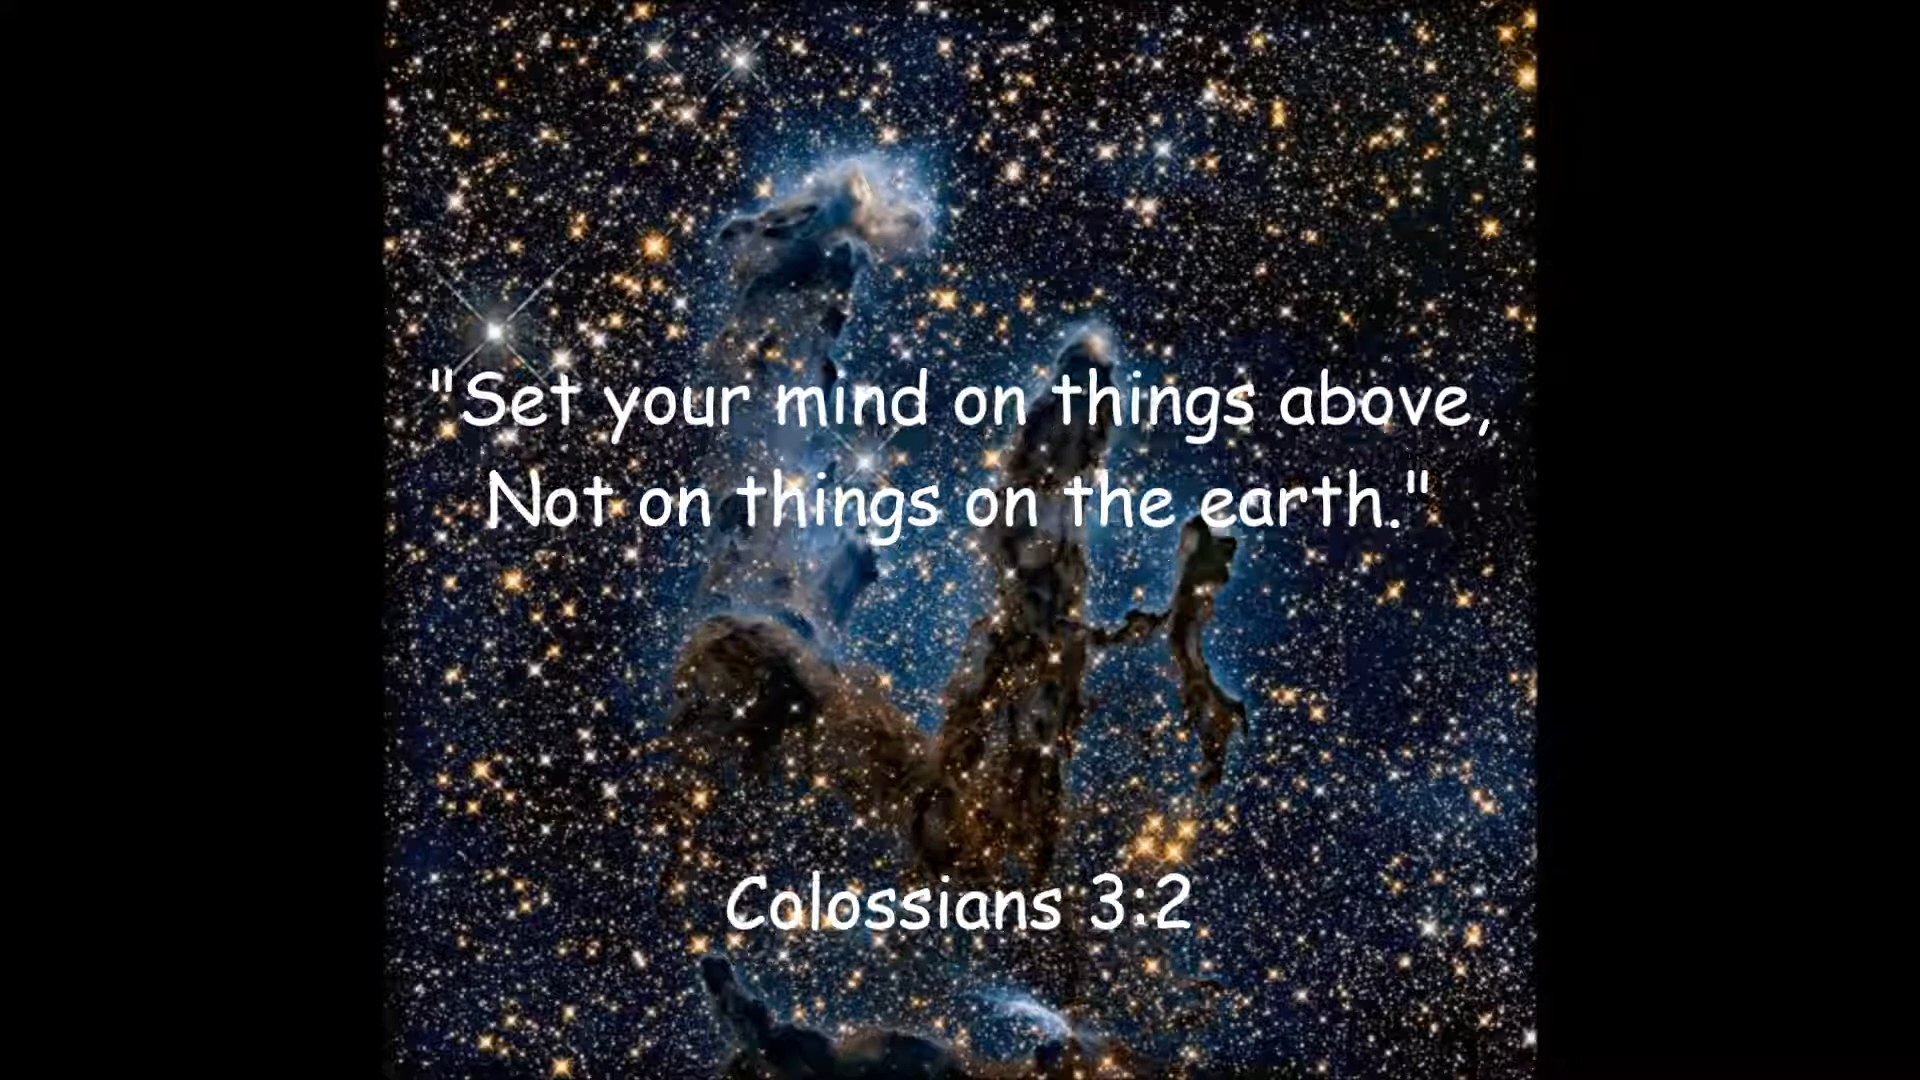 "Set your mind on things above,
Not on things on the earth."
Colossians 3:2